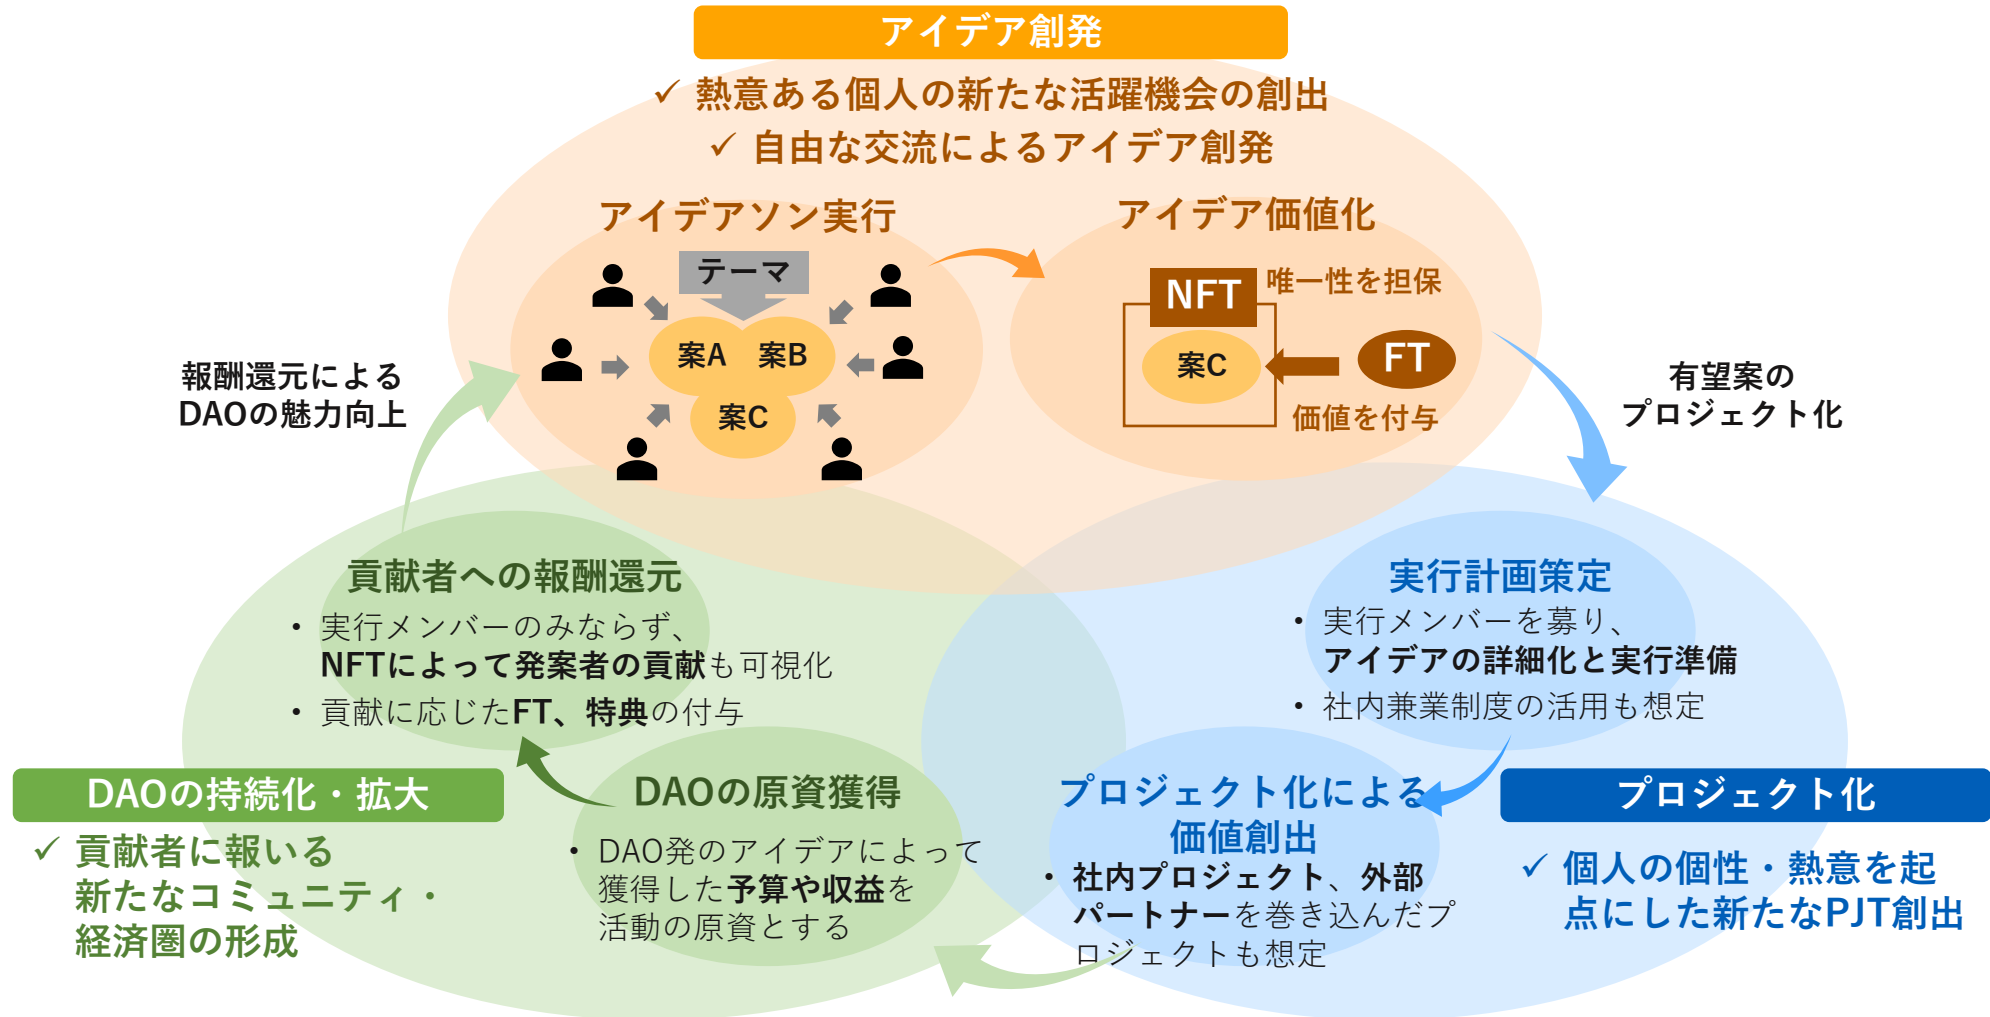 アイデア創発
✓ 熱意ある個人の新たな活躍機会の創出
✓ 自由な交流によるアイデア創発
アイデアソン実行
テーマ
案A
案B
案C
アイデア価値化
NFT
唯一性を担保
案C
FT
価値を付与
報酬還元による
DAOの魅力向上
有望案の
プロジェクト化
貢献者への報酬還元
• 実行メンバーのみならず、
NFTによって発案者の貢献も可視化
• 貢献に応じたFT、特典の付与
実行計画策定
• 実行メンバーを募り、
アイデアの詳細化と実行準備
• 社内兼業制度の活用も想定
DAOの持続化・拡大
✓ 貢献者に報いる
新たなコミュニティ・
経済圏の形成
DAOの原資獲得
• DAO発のアイデアによって
獲得した予算や収益を
活動の原資とする
プロジェクト化による
価値創出
• 社内プロジェクト、外部
パートナーを巻き込んだプ
ロジェクトも想定
プロジェクト化
✓ 個人の個性・熱意を起
点にした新たなPJT創出